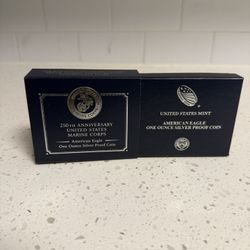 250TH ANNIVERSARY
UNITED STATES
MARINE CORPS
American Eagle
One Ounce Silver Proof Coin
UNITED STATES MINT
AMERICAN EAGLE
ONE OUNCE SILVER PROOF COIN